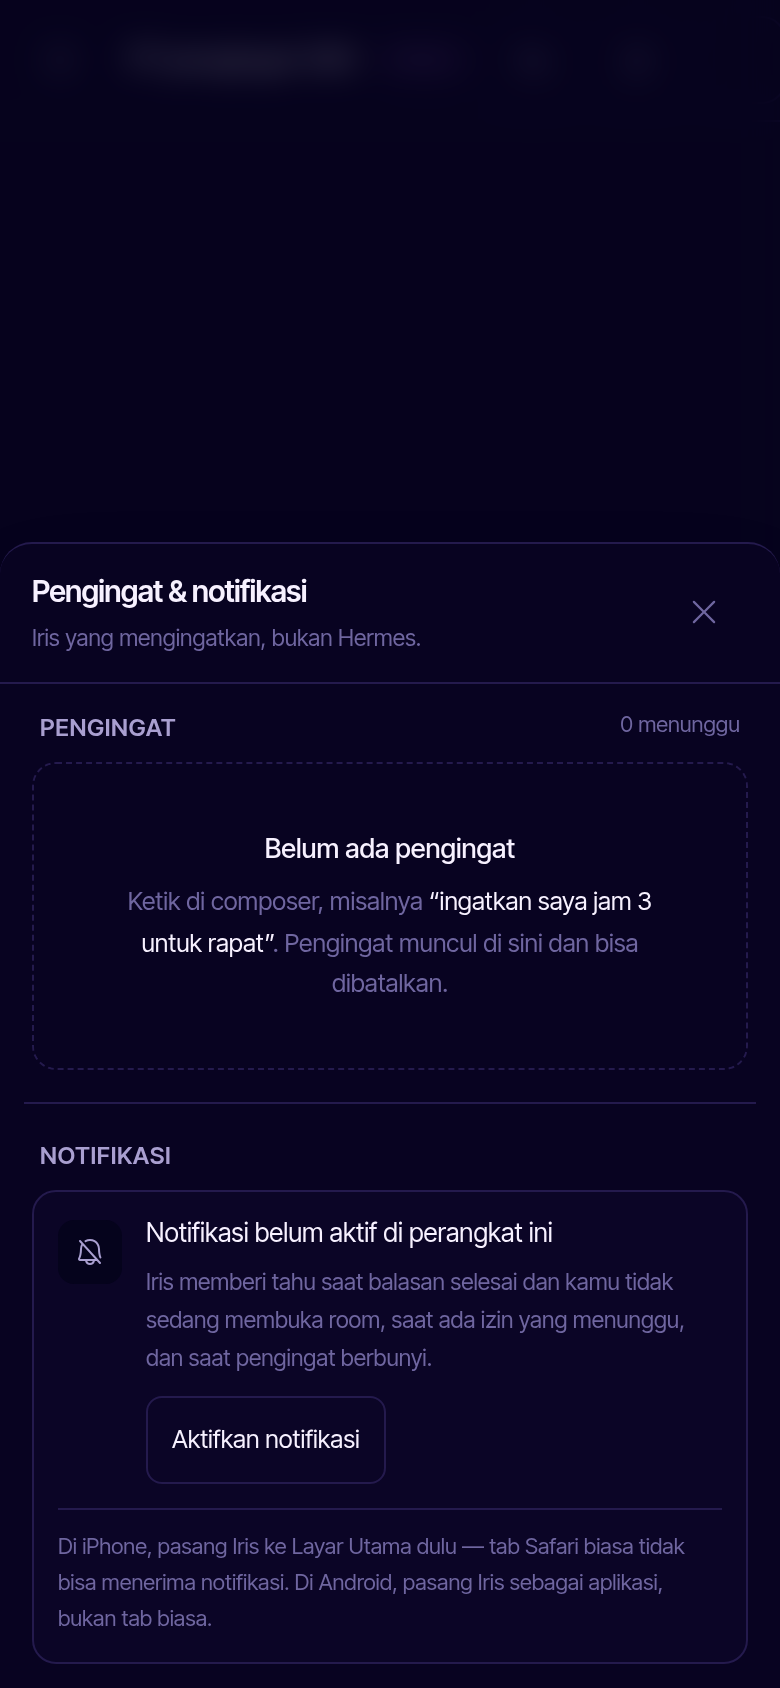 Pengingat & notifikasi
Iris yang mengingatkan, bukan Hermes.
PENGINGAT
0 menunggu
Belum ada pengingat
Ketik di composer, misalnya “ingatkan saya jam 3
untuk rapat”. Pengingat muncul di sini dan bisa
dibatalkan.
NOTIFIKASI
Notifikasi belum aktif di perangkat ini
Iris memberi tahu saat balasan selesai dan kamu tidak
sedang membuka room, saat ada izin yang menunggu,
dan saat pengingat berbunyi.
Aktifkan notifikasi
Di iPhone, pasang Iris ke Layar Utama dulu — tab Safari biasa tidak
bisa menerima notifikasi. Di Android, pasang Iris sebagai aplikasi,
bukan tab biasa.